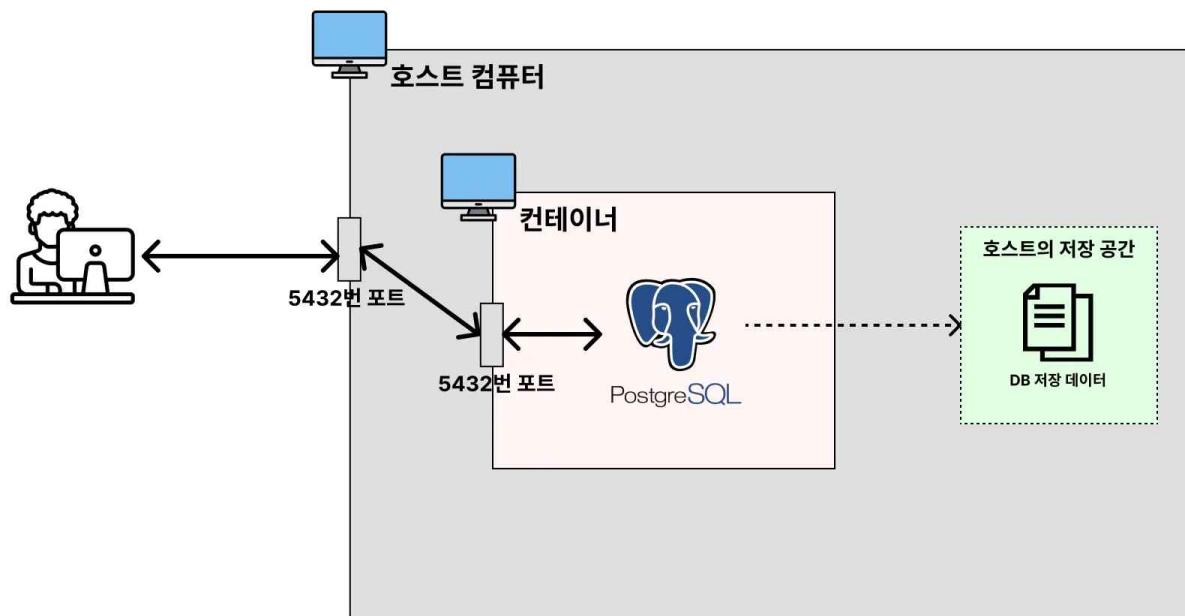 호스트 컴퓨터
컨테이너
호스트의 저장 공간
5432번 포트
DB 저장 데이터
5432번 포트
PostgreSQL